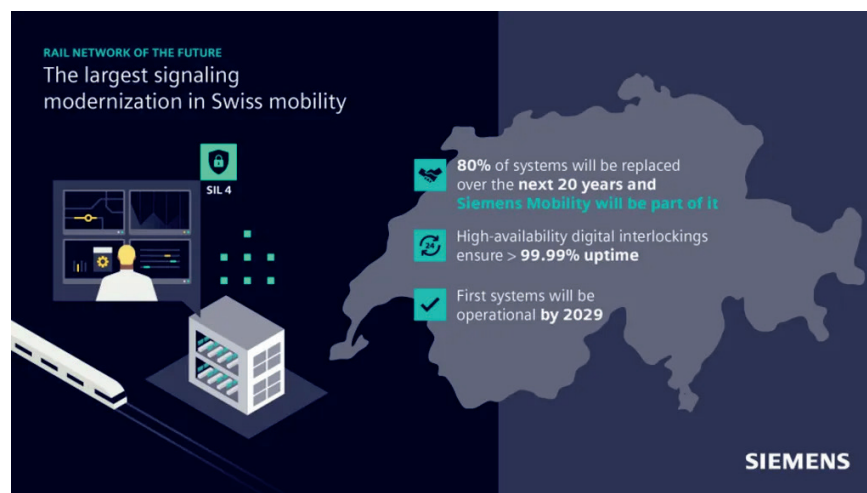 RAIL NETWORK OF THE FUTURE
The largest signaling
modernization in Swiss mobility
SIL 4
80% of systems will be replaced
over the next 20 years and
Siemens Mobility will be part of it
24
High-availability digital interlockings
ensure > 99.99% uptime
First systems will be
operational by 2029
SIEMENS